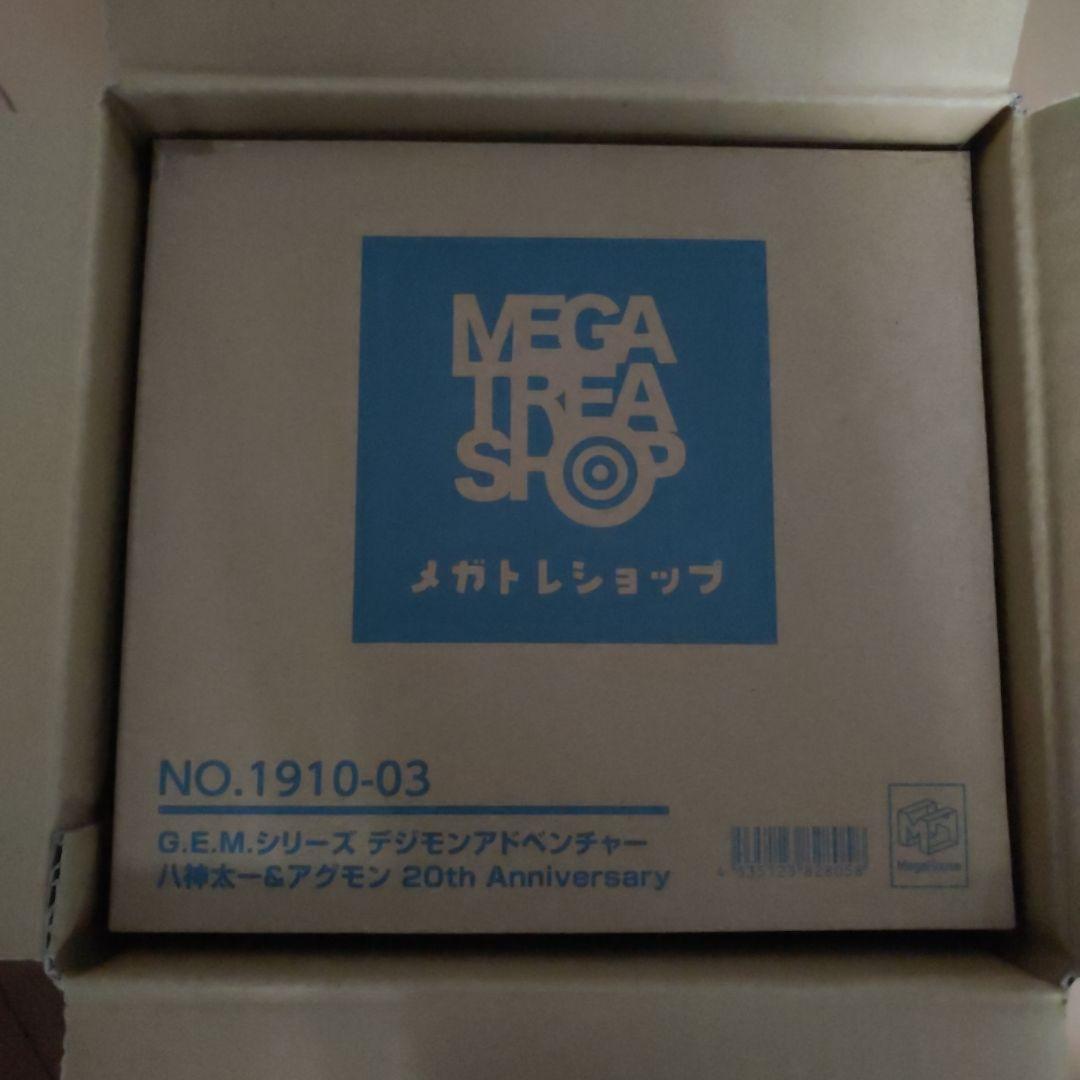 MEGA
TREA
SHOP
メガトレショップ
NO.1910-03
G.E.M.シリーズ デジモンアドベンチャー
八神太一&アグモン 20th Anniversary
MegaHouse